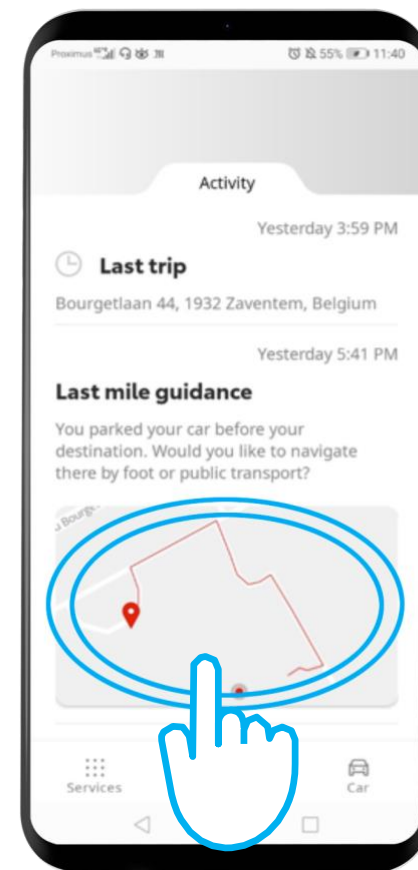 Proximus 55% 11:40
Activity
Yesterday 3:59 PM
Last trip
Bourgetlaan 44, 1932 Zaventem, Belgium
Yesterday 5:41 PM
Last mile guidance
You parked your car before your
destination. Would you like to navigate
there by foot or public transport?
Services
Car